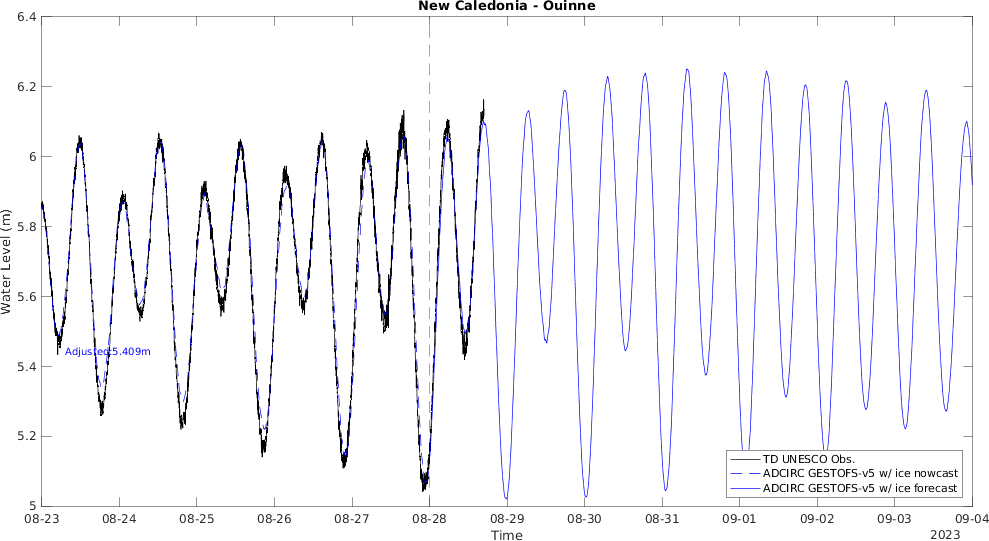 New Caledonia - Ouinne
6.4
6.2
6
5.8
5.6
5.4
5.2
5
Water Level (m)
Adjusted:5.409m
TD UNESCO Obs.
ADCIRC GESTOFS-v5 w/ ice nowcast
ADCIRC GESTOFS-v5 w/ ice forecast
08-23 08-24 08-25 08-26 08-27 08-28 08-29 08-30 08-31 09-01 09-02 09-03 09-04
Time
2023